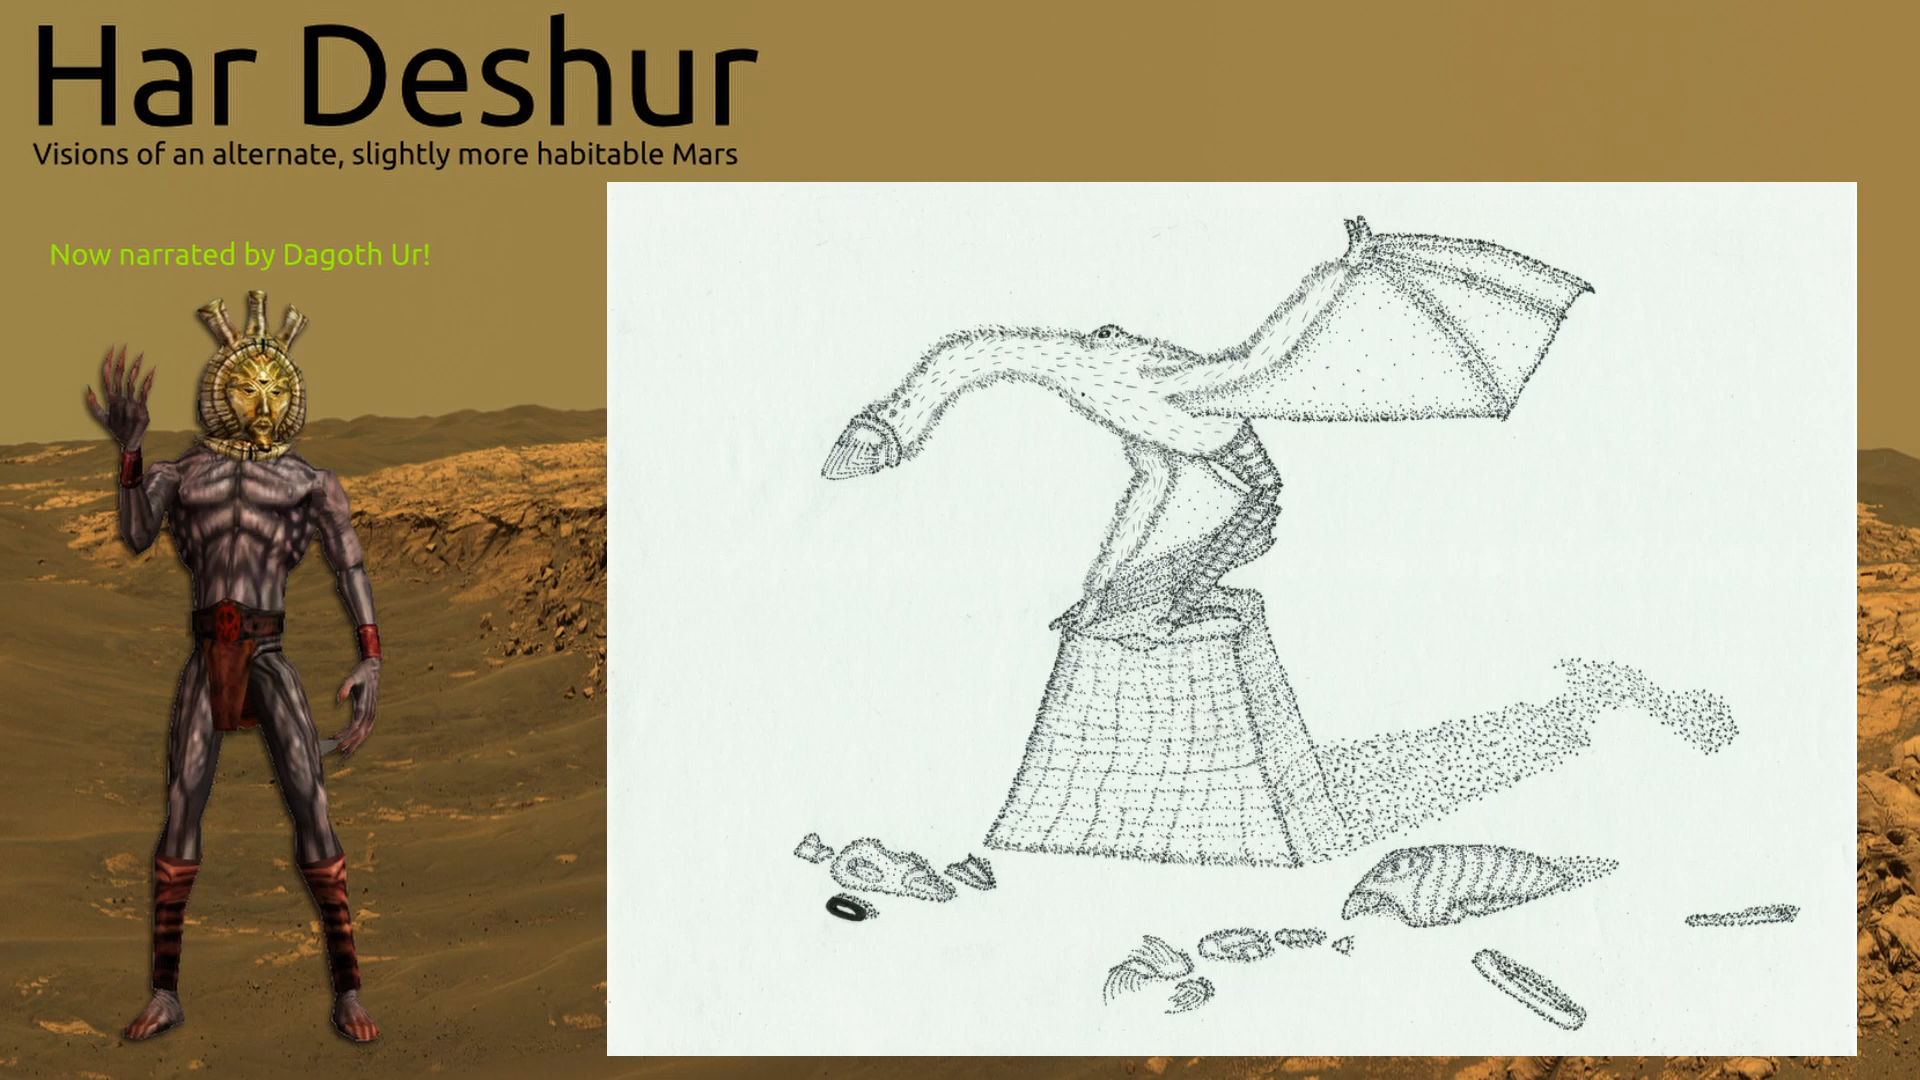 Har Deshur
Visions of an alternate, slightly more habitable Mars
Now narrated by Dagoth Ur!